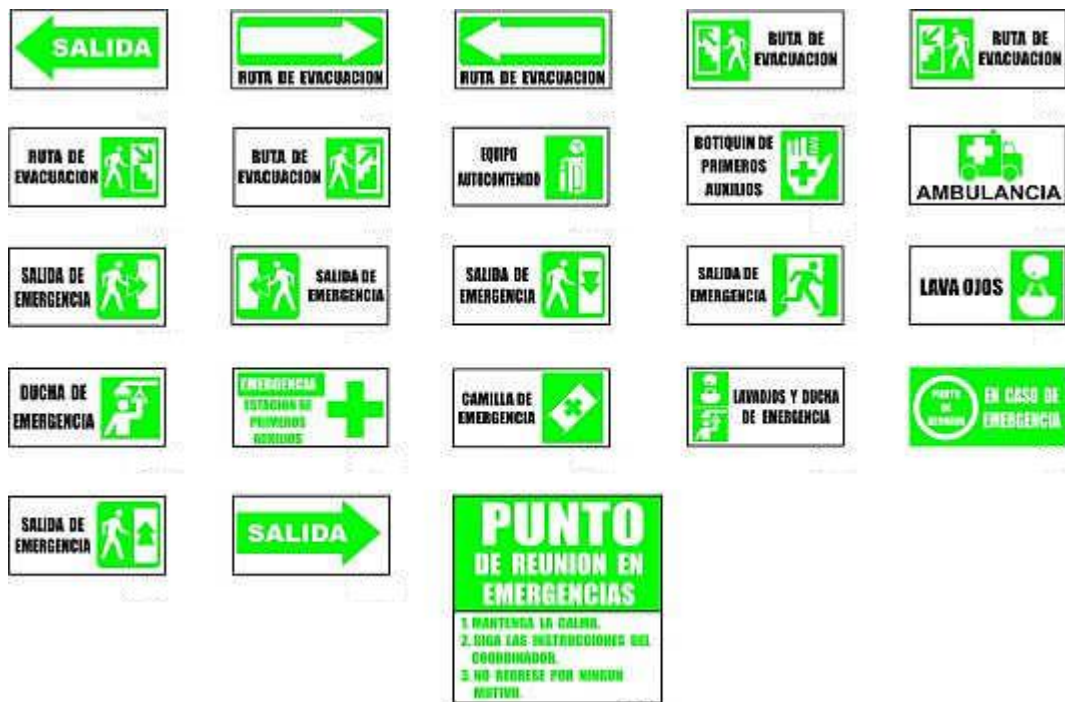 SALIDA
RUTA DE EVACUACION
RUTA DE EVACUACION
RUTA DE
EVACUACION
RUTA DE
EVACUACION
RUTA DE
EVACUACION
RUTA DE
EVACUACION
EQUIPO
AUTOCONTENIDO
BOTIQUIN DE
PRIMEROS
AUXILIOS
AMBULANCIA
SALIDA DE
EMERGENCIA
SALIDA DE
EMERGENCIA
SALIDA DE
EMERGENCIA
SALIDA DE
EMERGENCIA
LAVA OJOS
DUCHA DE
EMERGENCIA
EMERGENCIA
ESTACION DE
PRIMEROS
AUXILIOS
CAMILLA DE
EMERGENCIA
LAVAOJOS Y DUCHA
DE EMERGENCIA
PUNTO
DE
REUNION
EN CASO DE
EMERGENCIA
SALIDA DE
EMERGENCIA
SALIDA
PUNTO
DE REUNION EN
EMERGENCIAS
1. MANTENGA LA CALMA.
2. SIGA LAS INSTRUCCIONES DEL
COORDINADOR.
3. NO REGRESE POR NINGUN
MOTIVO.